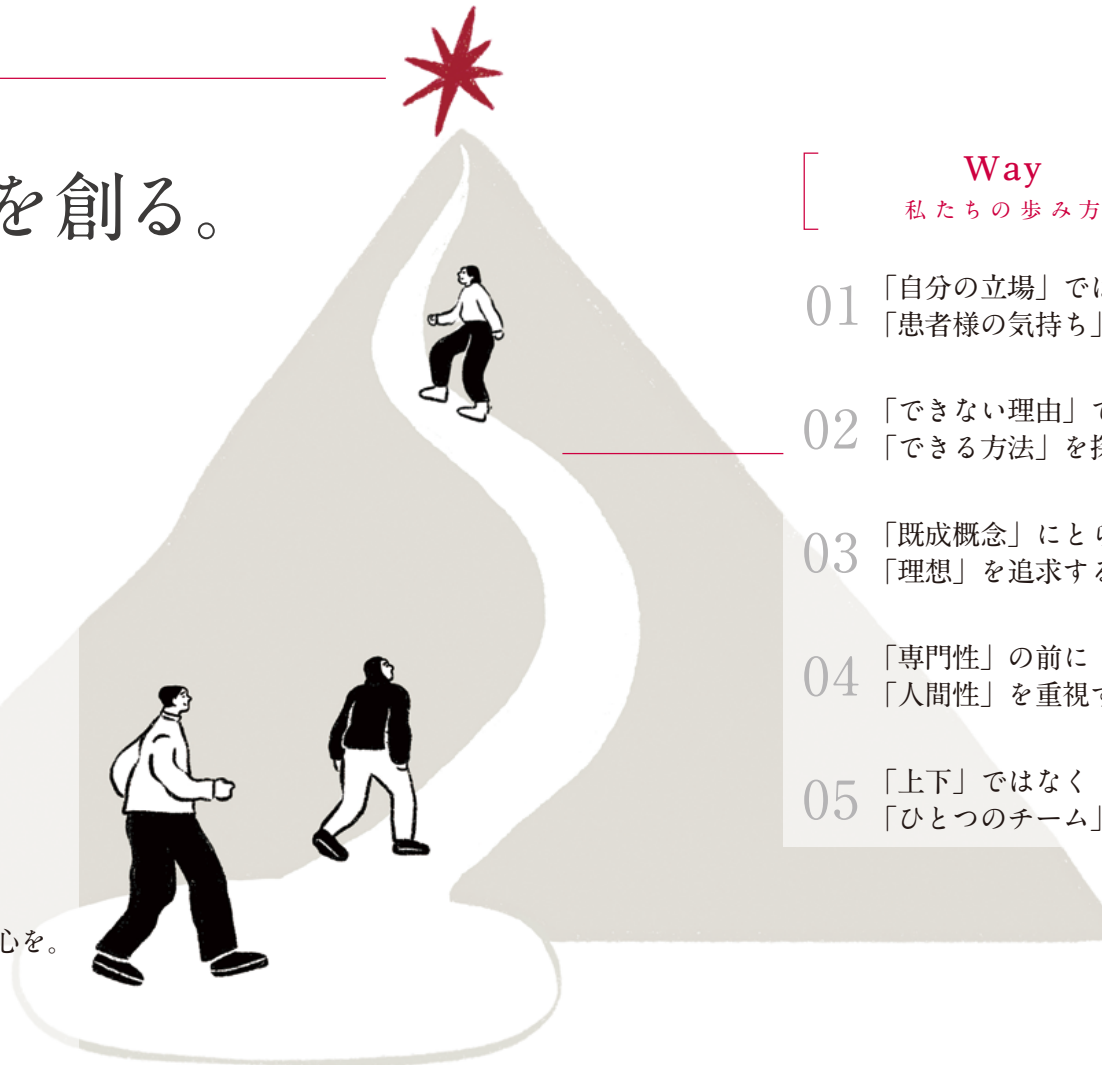 を創る。
心を。
Way
私たちの歩み方
01
「自分の立場」では
「患者様の気持ち」
02
「できない理由」で
「できる方法」を探
03
「既成概念」にとら
「理想」を追求する
04
「専門性」の前に
「人間性」を重視す
05
「上下」ではなく
「ひとつのチーム」